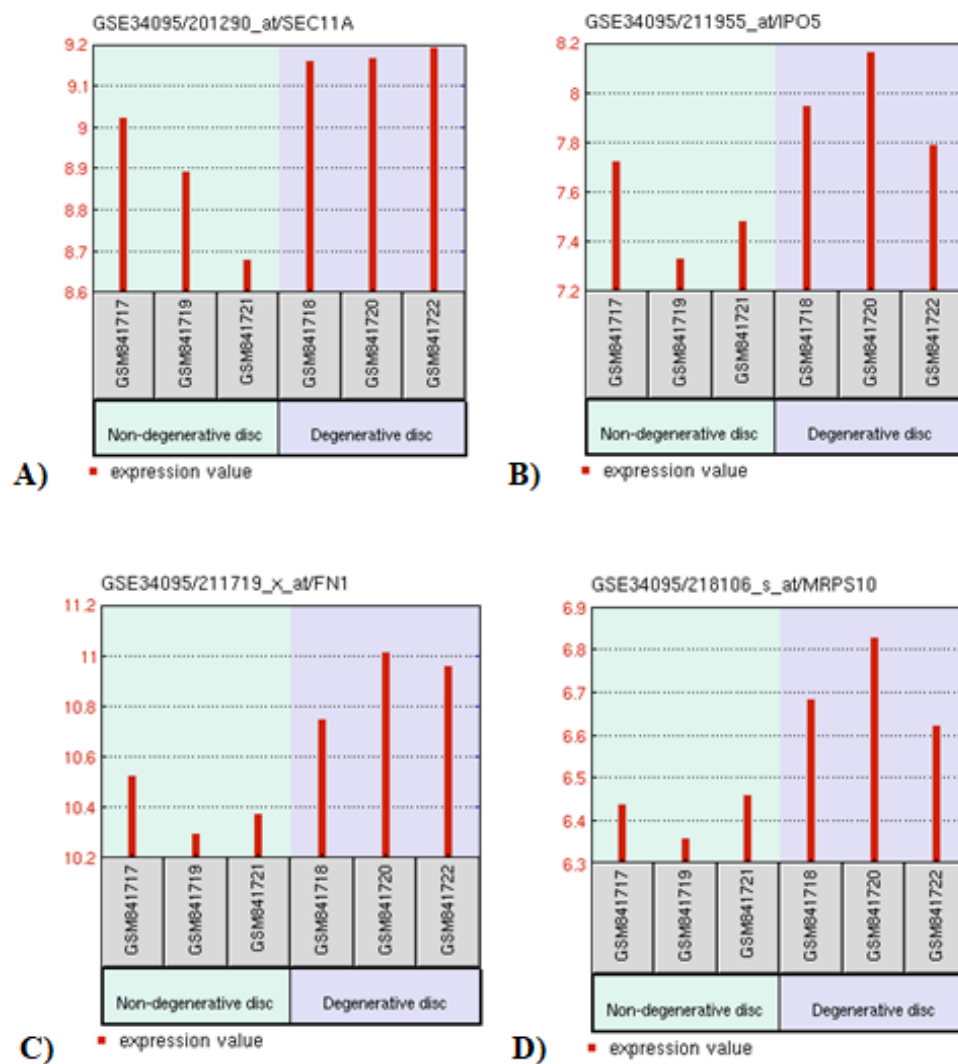 GSE34095/201290_at/SEC11A
9.2
9.1
9
8.9
8.8
8.7
8.6
GSM841717
GSM841719
GSM841721
GSM841718
GSM841720
GSM841722
Non-degenerative disc
Degenerative disc
expression value
A)
GSE34095/211955_at/IPO5
8.2
8
7.8
7.6
7.4
7.2
GSM841717
GSM841719
GSM841721
GSM841718
GSM841720
GSM841722
Non-degenerative disc
Degenerative disc
expression value
B)
GSE34095/211719_x_at/FN1
11.2
11
10.8
10.6
10.4
10.2
GSM841717
GSM841719
GSM841721
GSM841718
GSM841720
GSM841722
Non-degenerative disc
Degenerative disc
expression value
C)
GSE34095/218106_s_at/MRPS10
6.9
6.8
6.7
6.6
6.5
6.4
6.3
GSM841717
GSM841719
GSM841721
GSM841718
GSM841720
GSM841722
Non-degenerative disc
Degenerative disc
expression value
D)